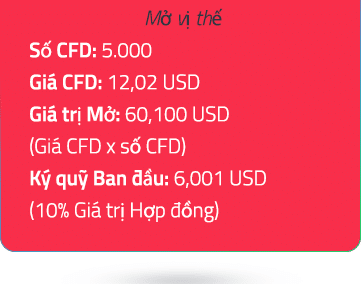 Mở vị thế
Số CFD: 5.000
Giá CFD: 12,02 USD
Giá trị Mở: 60,100 USD
(Giá CFD x số CFD)
Ký quỹ Ban đầu: 6,001 USD
(10% Giá trị Hợp đồng)